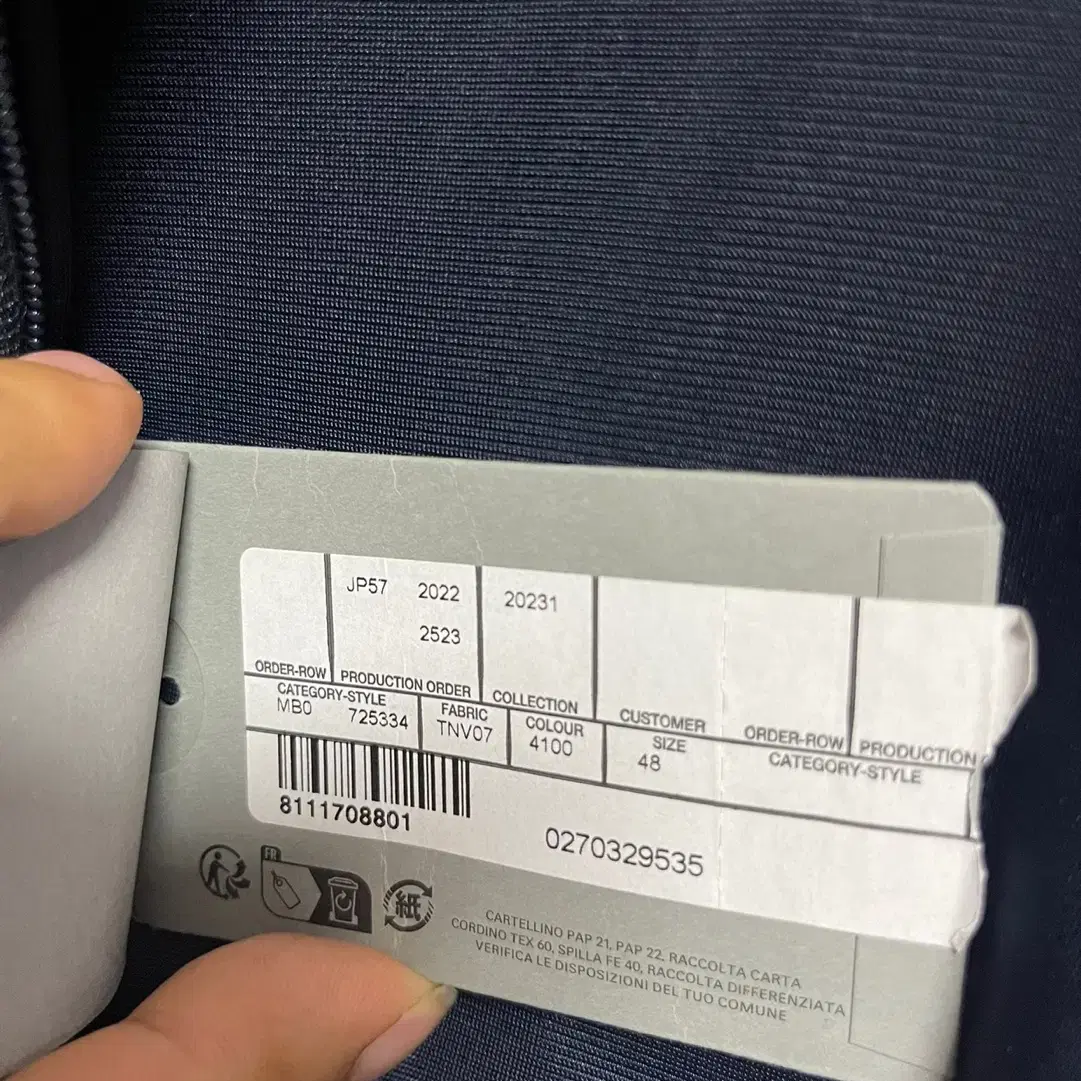 JP57 2022 20231
2523
ORDER-ROW PRODUCTION ORDER COLLECTION CUSTOMER ORDER-ROW PRODUCTION
CATEGORY-STYLE FABRIC COLOUR SIZE CATEGORY-STYLE
MB0 725334 TNV07 4100 48
8111708801
0270329535
FR
紙
CARTELLINO PAP 21, PAP 22, RACCOLTA CARTA
CORDINO TEX 60, SPILLA FE 40, RACCOLTA DIFFERENZIATA
VERIFICA LE DISPOSIZIONI DEL TUO COMUNE